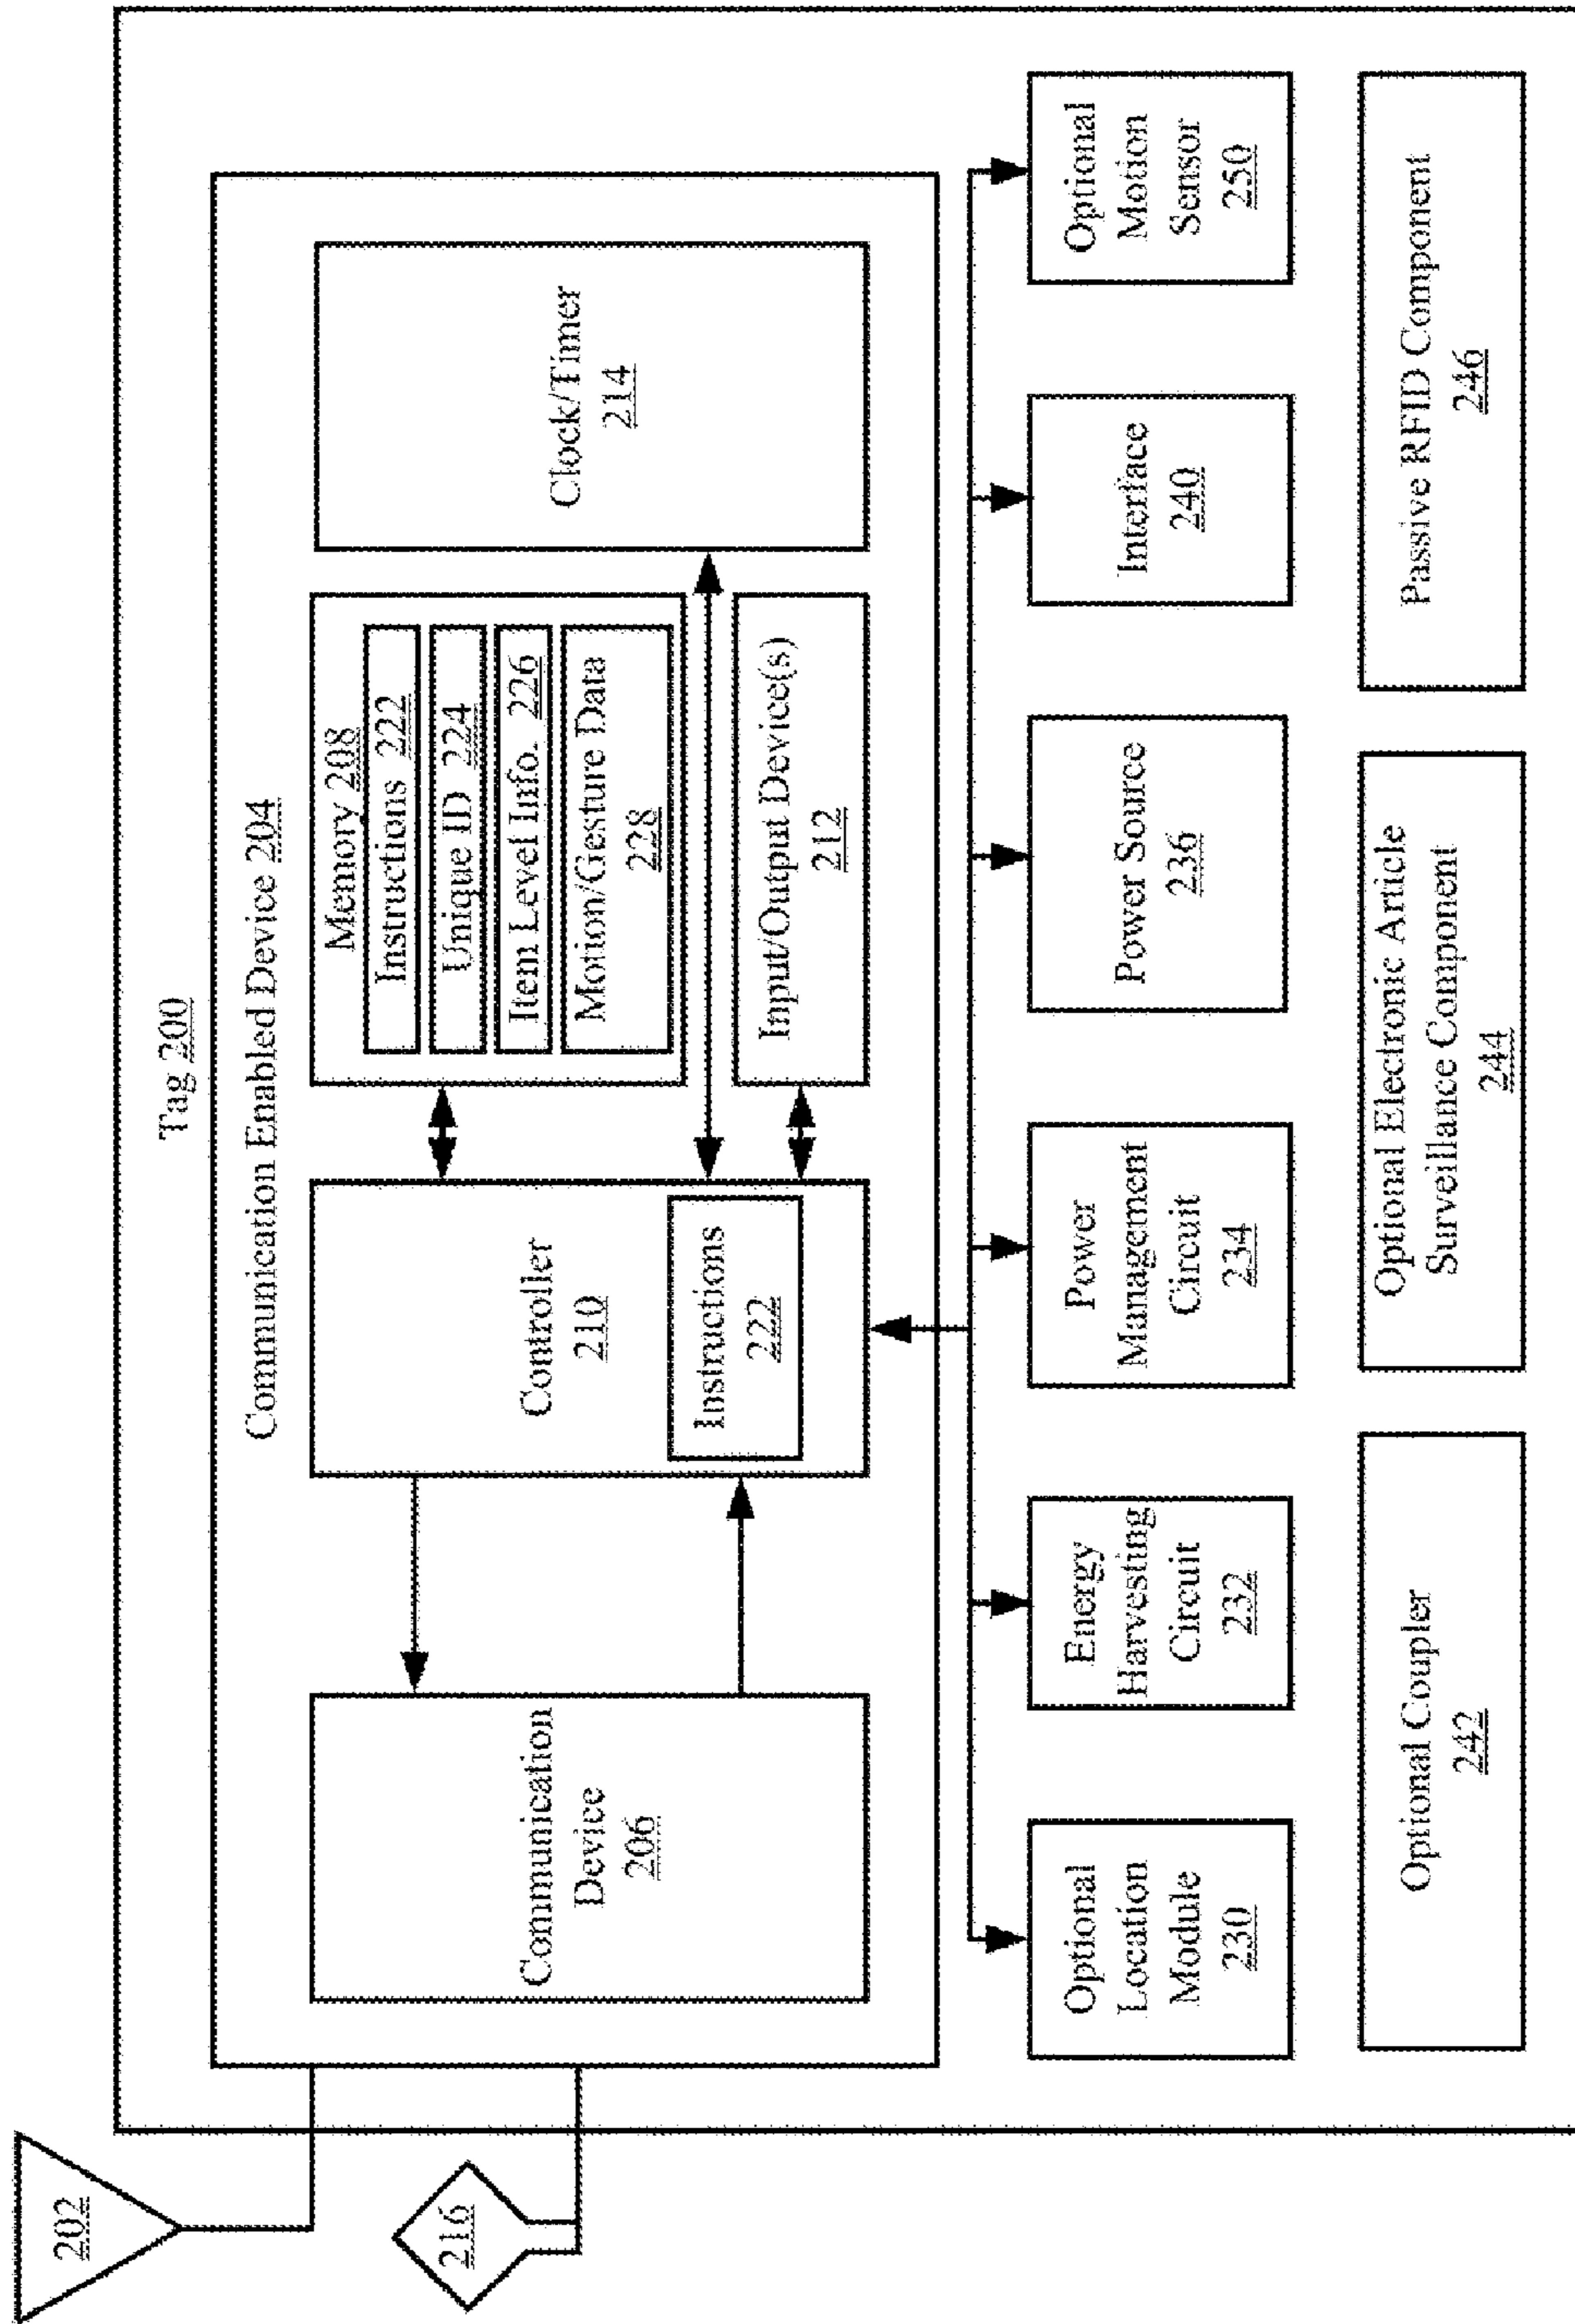 Tag 200
202
216
Communication Enabled Device 204
Communication
Device
206
Controller
210
Instructions
222
Memory 208
Instructions 222
Unique ID 224
Item Level Info. 226
Motion/Gesture Data
228
Input/Output Device(s)
212
Clock/Timer
214
Optional
Location
Module
230
Energy
Harvesting
Circuit
232
Power
Management
Circuit
234
Power Source
236
Interface
240
Optional
Motion
Sensor
250
Optional Coupler
242
Optional Electronic Article
Surveillance Component
244
Passive RFID Component
246